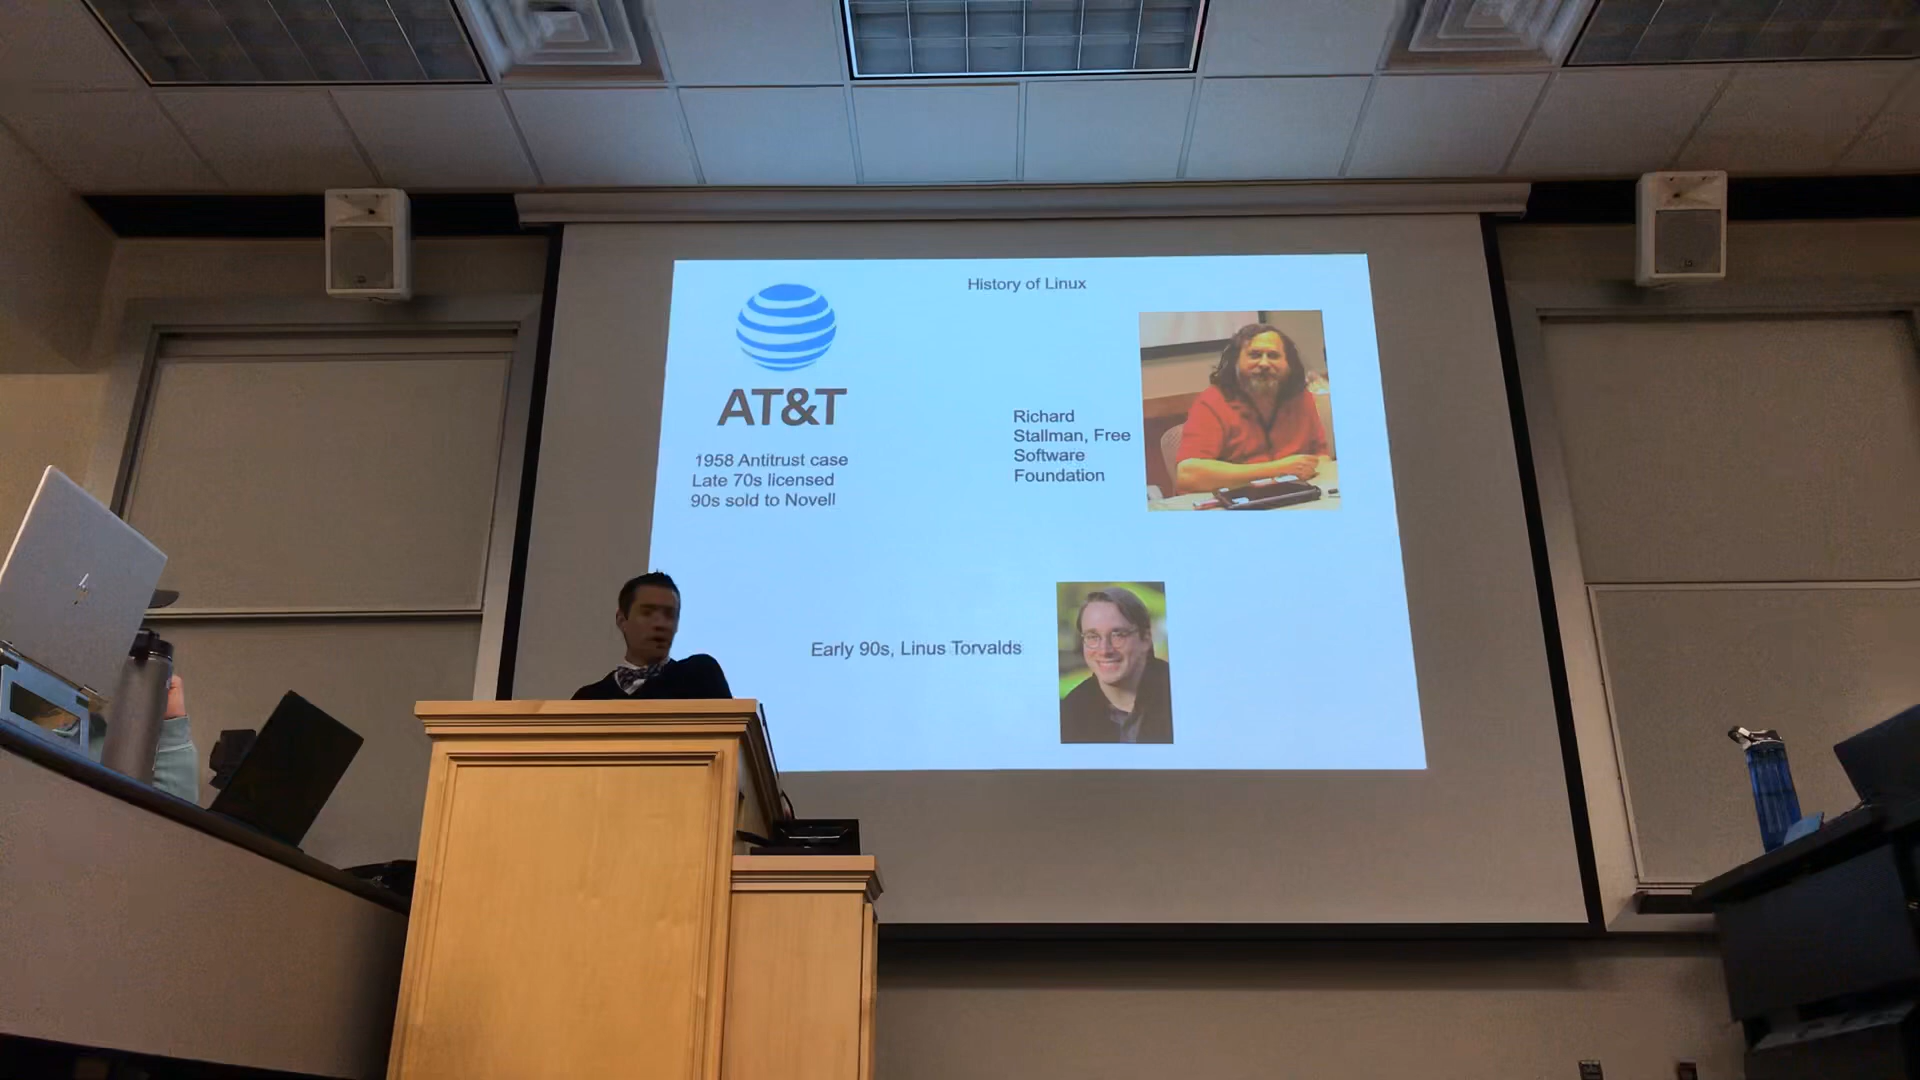 History of Linux
AT&T
1958 Antitrust case
Late 70s licensed
90s sold to Novell
Richard
Stallman, Free
Software
Foundation
Early 90s, Linus Torvalds